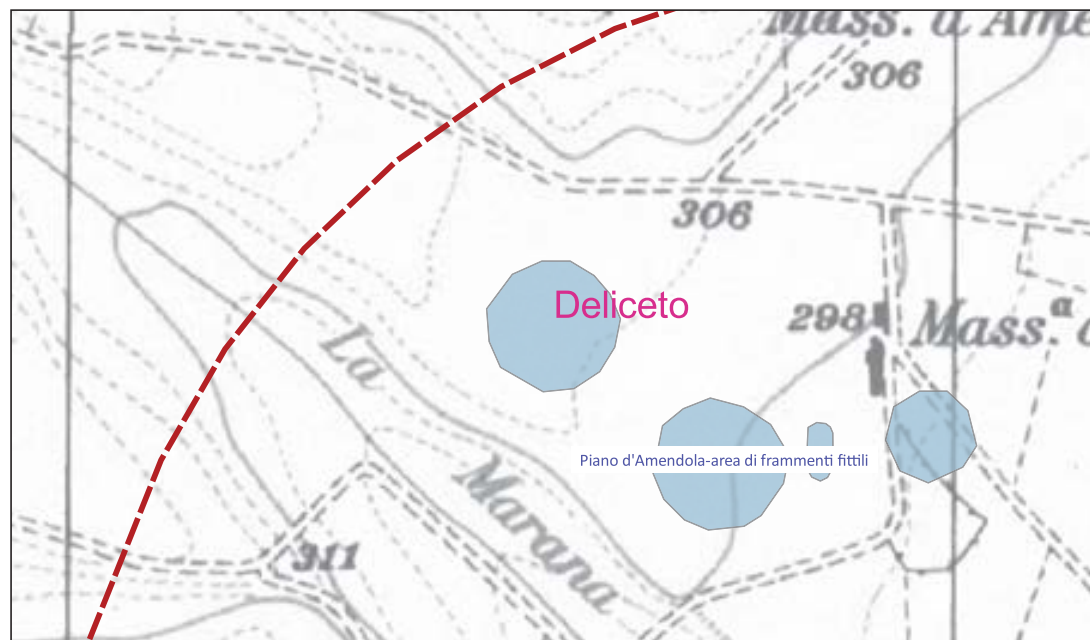 Mass. d'Ame
306
306
Deliceto
298
Mass.ª
La
Piano d'Amendola-area di frammenti fittili
Marana
311